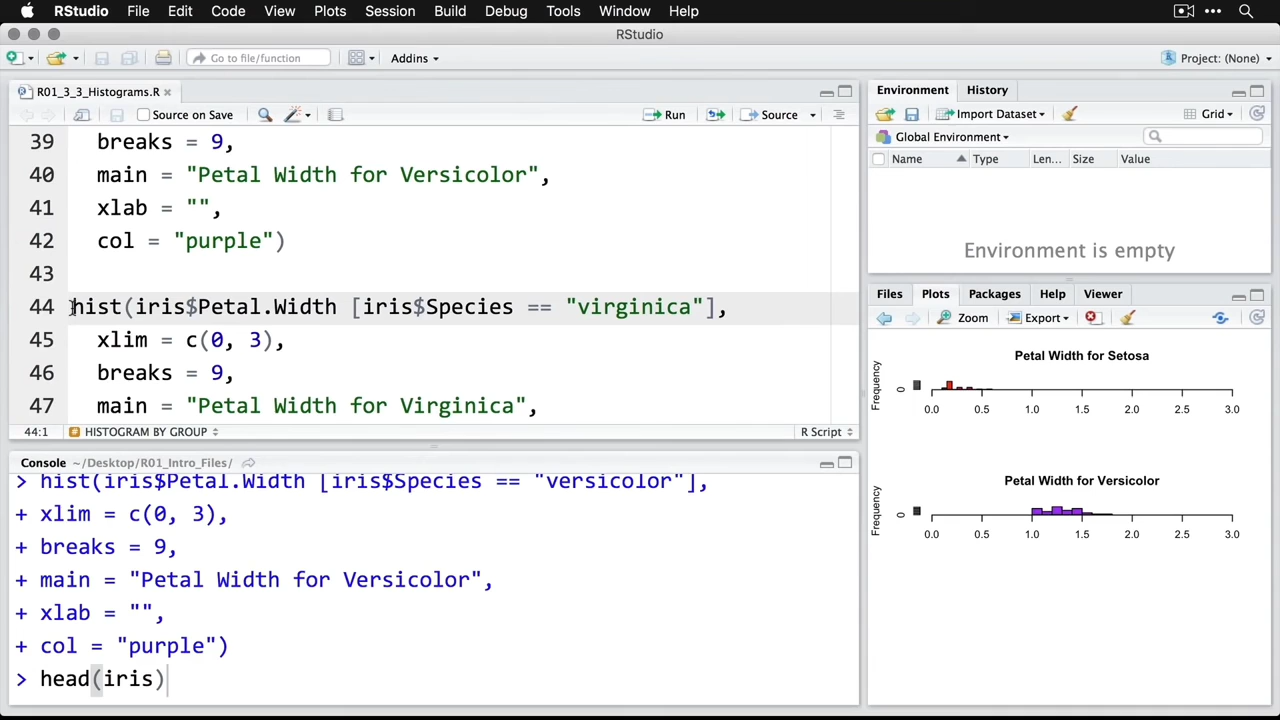 RStudio File Edit Code View Plots Session Build Debug Tools Window Help
RStudio
Go to file/function Addins Project: (None)
R01_3_3_Histograms.R
Source on Save Run Source
39 breaks = 9,
40 main = "Petal Width for Versicolor",
41 xlab = "",
42 col = "purple")
43
44 hist(iris$Petal.Width [iris$Species == "virginica"],
45 xlim = c(0, 3),
46 breaks = 9,
47 main = "Petal Width for Virginica",
44:1 HISTOGRAM BY GROUP R Script
Console ~/Desktop/R01_Intro_Files/
> hist(iris$Petal.Width [iris$Species == "versicolor"],
+ xlim = c(0, 3),
+ breaks = 9,
+ main = "Petal Width for Versicolor",
+ xlab = "",
+ col = "purple")
> head(iris)
Environment History
Import Dataset Grid
Global Environment
Name Type Len... Size Value
Environment is empty
Files Plots Packages Help Viewer
Zoom Export
Petal Width for Setosa
Frequency
0
0.0 0.5 1.0 1.5 2.0 2.5 3.0
Petal Width for Versicolor
Frequency
0
0.0 0.5 1.0 1.5 2.0 2.5 3.0